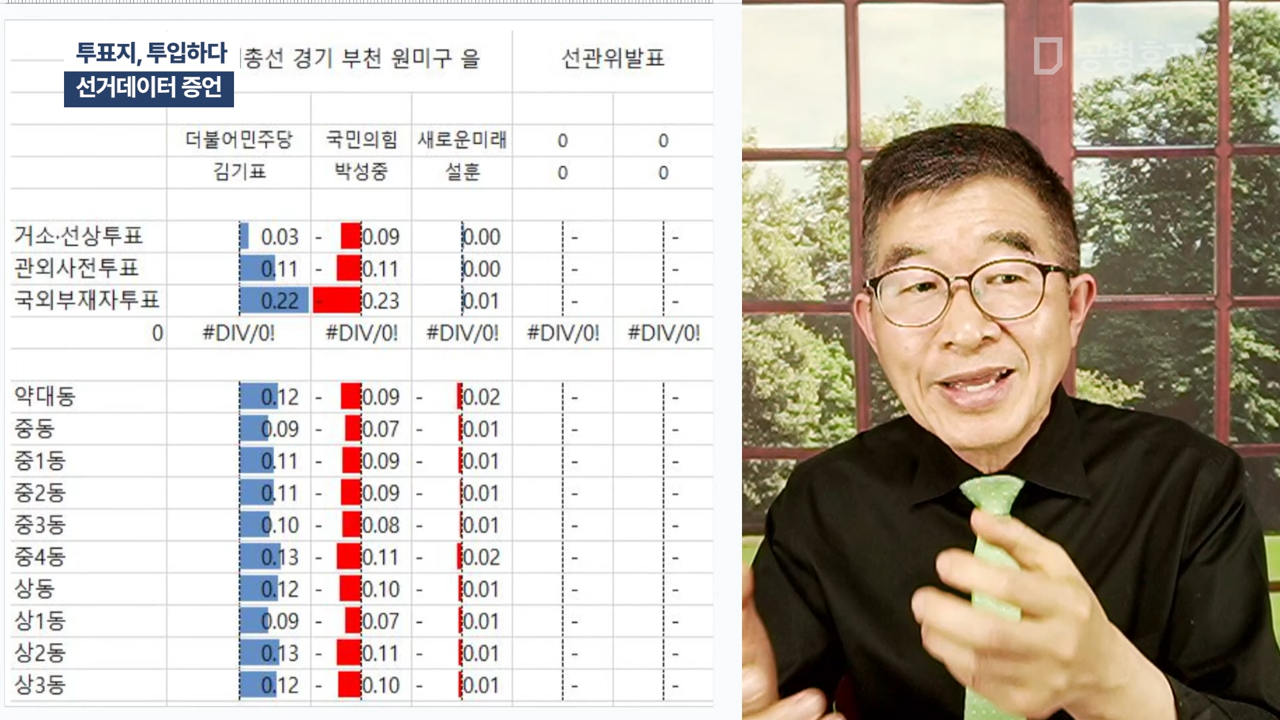 투표지, 투입하다
선거데이터 증언
총선 경기 부천 원미구 을 선관위발표
더불어민주당 국민의힘 새로운미래 0 0
김기표 박성중 설훈 0 0
거소·선상투표 0.03 - 0.09 0.00 - -
관외사전투표 0.11 - 0.11 0.00 - -
국외부재자투표 0.22 - 0.23 0.01 - -
0 #DIV/0! #DIV/0! #DIV/0! #DIV/0! #DIV/0!
약대동 0.12 - 0.09 - 0.02 - -
중동 0.09 - 0.07 - 0.01 - -
중1동 0.11 - 0.09 - 0.01 - -
중2동 0.11 - 0.09 - 0.01 - -
중3동 0.10 - 0.08 - 0.01 - -
중4동 0.13 - 0.11 - 0.02 - -
상동 0.12 - 0.10 - 0.01 - -
상1동 0.09 - 0.07 - 0.01 - -
상2동 0.13 - 0.11 - 0.01 - -
상3동 0.12 - 0.10 - 0.01 - -